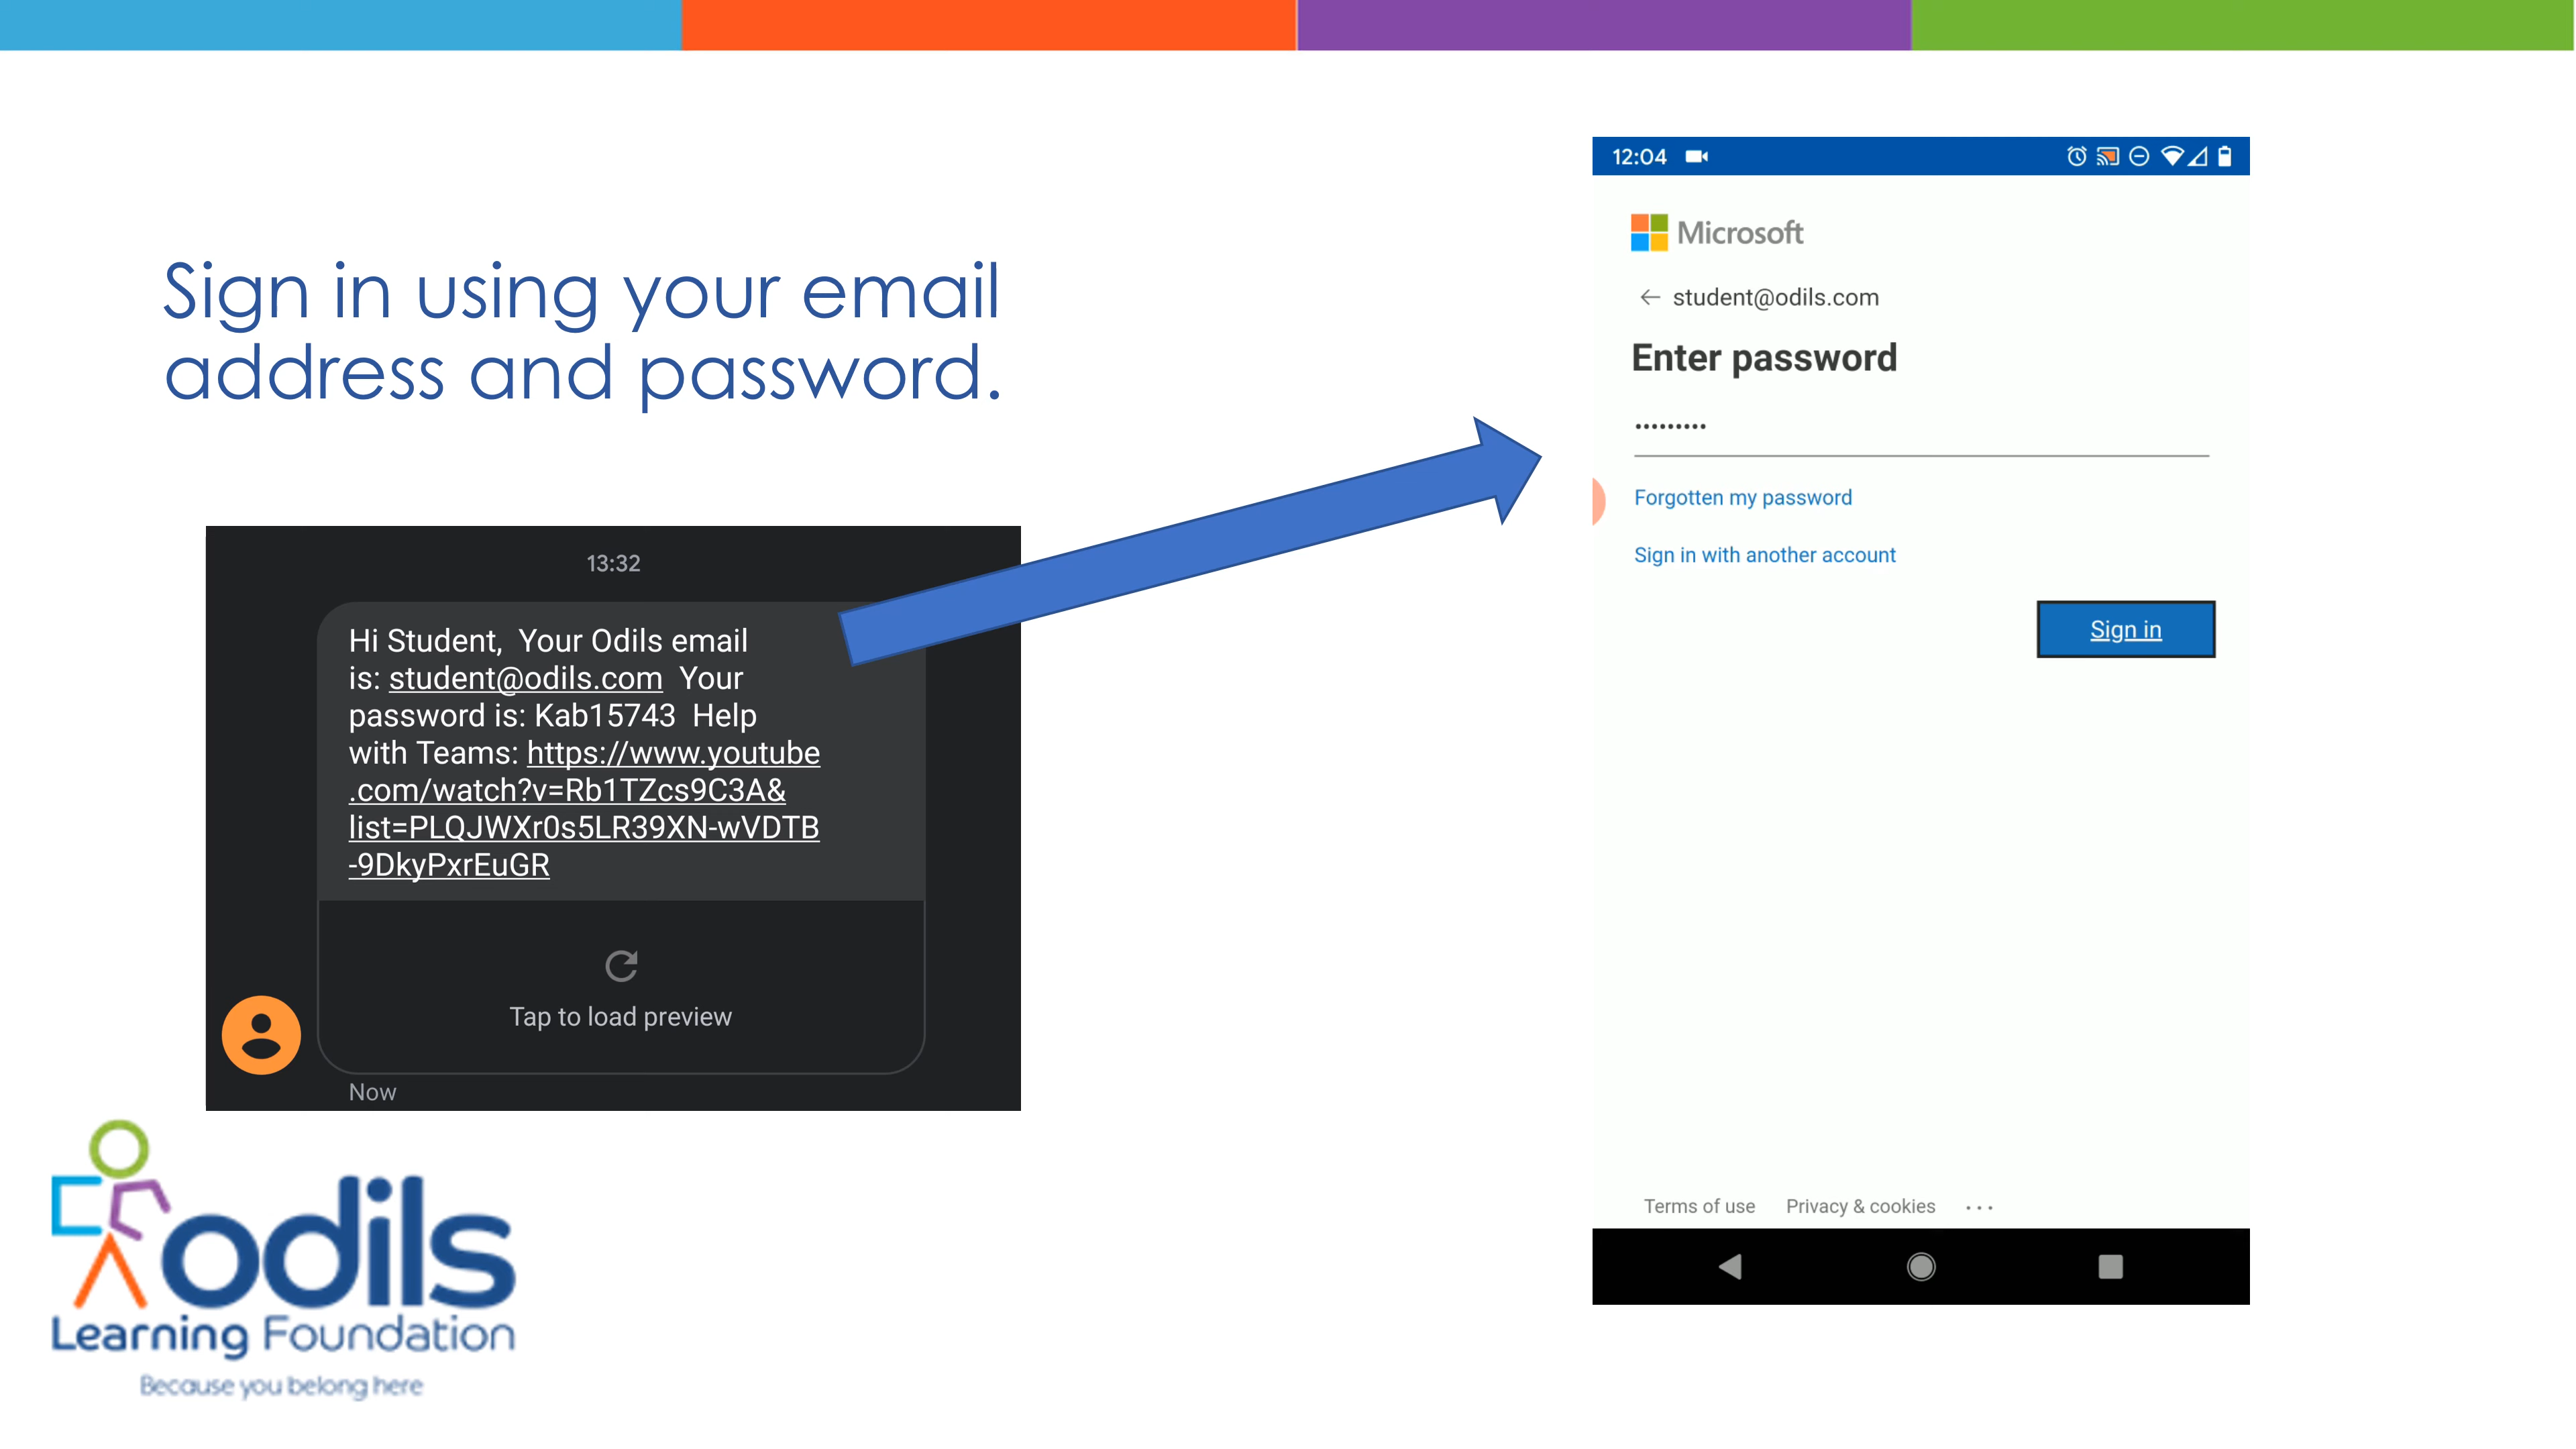 Sign in using your email
address and password.
13:32
Hi Student,  Your Odils email
is: student@odils.com  Your
password is: Kab15743  Help
with Teams: https://www.youtube
.com/watch?v=Rb1TZcs9C3A&
list=PLQJWXr0s5LR39XN-wVDTB
-9DkyPxrEuGR
Tap to load preview
Now
odils
Learning Foundation
Because you belong here
12:04
Microsoft
← student@odils.com
Enter password
•••••••••
Forgotten my password
Sign in with another account
Sign in
Terms of use Privacy & cookies ...